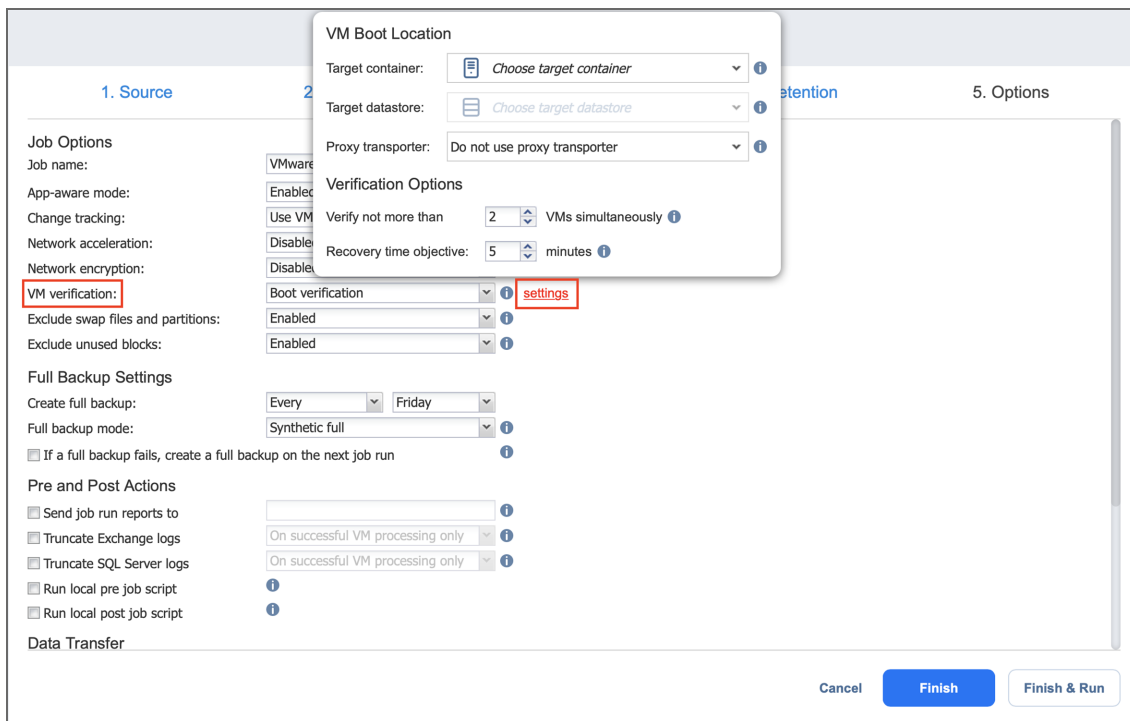 VM Boot Location
Target container: Choose target container
Target datastore: Choose target datastore
Proxy transporter: Do not use proxy transporter
Verification Options
Verify not more than 2 VMs simultaneously
Recovery time objective: 5 minutes
1. Source 2 etention 5. Options
Job Options
Job name: VMware
App-aware mode: Enabled
Change tracking: Use VM
Network acceleration: Disabled
Network encryption: Disabled
VM verification: Boot verification settings
Exclude swap files and partitions: Enabled
Exclude unused blocks: Enabled
Full Backup Settings
Create full backup: Every Friday
Full backup mode: Synthetic full
If a full backup fails, create a full backup on the next job run
Pre and Post Actions
Send job run reports to
Truncate Exchange logs On successful VM processing only
Truncate SQL Server logs On successful VM processing only
Run local pre job script
Run local post job script
Data Transfer
Cancel Finish Finish & Run